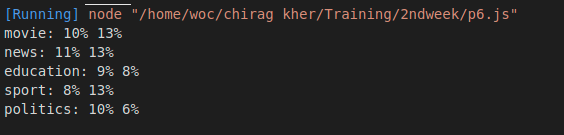 [Running] node "/home/woc/chirag kher/Training/2ndweek/p6.js"
movie: 10% 13%
news: 11% 13%
education: 9% 8%
sport: 8% 13%
politics: 10% 6%